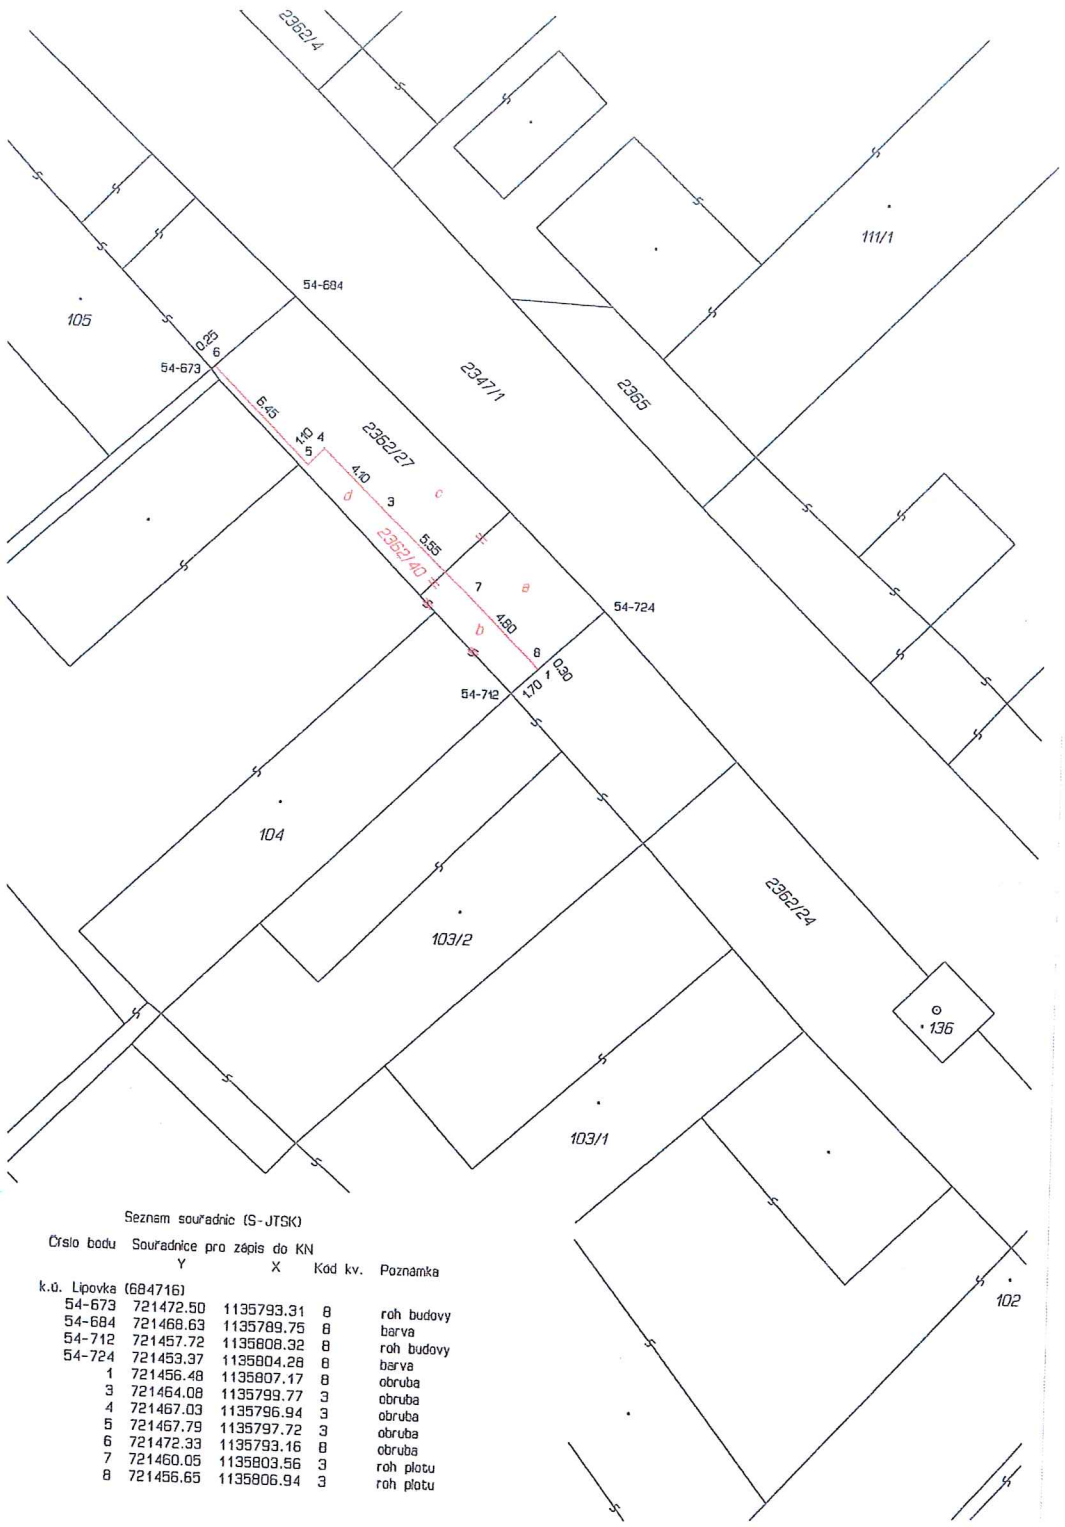 2362/4
111/1
54-684
105
0.25
6
54-673
2347/1
2365
6.45
1.10
4
5
2362/27
4.10
c
d
3
2362/40
5.55
7
a
54-724
4.80
b
8
0.30
1
1.70
54-712
104
2362/24
103/2
136
103/1
102
Seznam souřadnic (S-JTSK)
Číslo bodu Souřadnice pro zápis do KN
Y X Kód kv. Poznámka
k.ú. Lipovka (684716)
54-673 721472.50 1135793.31 8 roh budovy
54-684 721468.63 1135789.75 8 barva
54-712 721457.72 1135808.32 8 roh budovy
54-724 721453.37 1135804.28 8 barva
1 721456.48 1135807.17 8 obruba
3 721464.08 1135799.77 3 obruba
4 721467.03 1135796.94 3 obruba
5 721467.79 1135797.72 3 obruba
6 721472.33 1135793.16 8 obruba
7 721460.05 1135803.56 3 roh plotu
8 721456.65 1135806.94 3 roh plotu